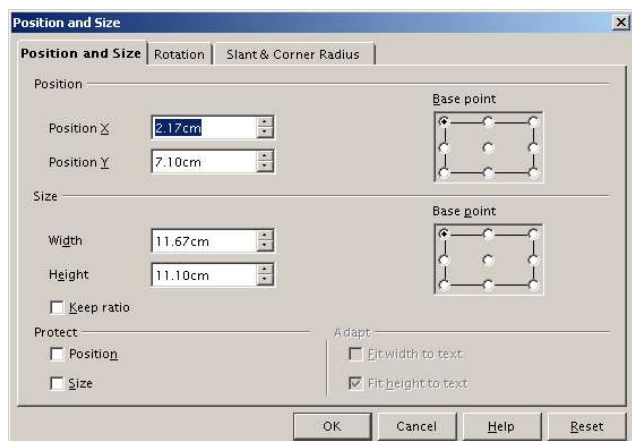 Position and Size
Position and Size Rotation Slant & Corner Radius
Position
Base point
Position X 2.17cm
Position Y 7.10cm
Size
Base point
Width 11.67cm
Height 11.10cm
Keep ratio
Protect Adapt
Position Fit width to text
Size Fit height to text
OK Cancel Help Reset